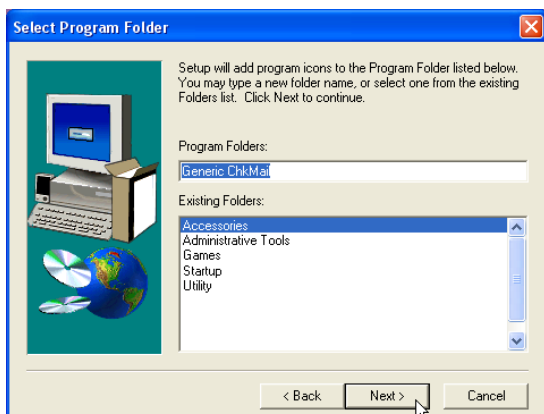 Select Program Folder
Setup will add program icons to the Program Folder listed below.
You may type a new folder name, or select one from the existing
Folders list. Click Next to continue.
Program Folders:
Generic ChkMail
Existing Folders:
Accessories
Administrative Tools
Games
Startup
Utility
< Back
Next >
Cancel